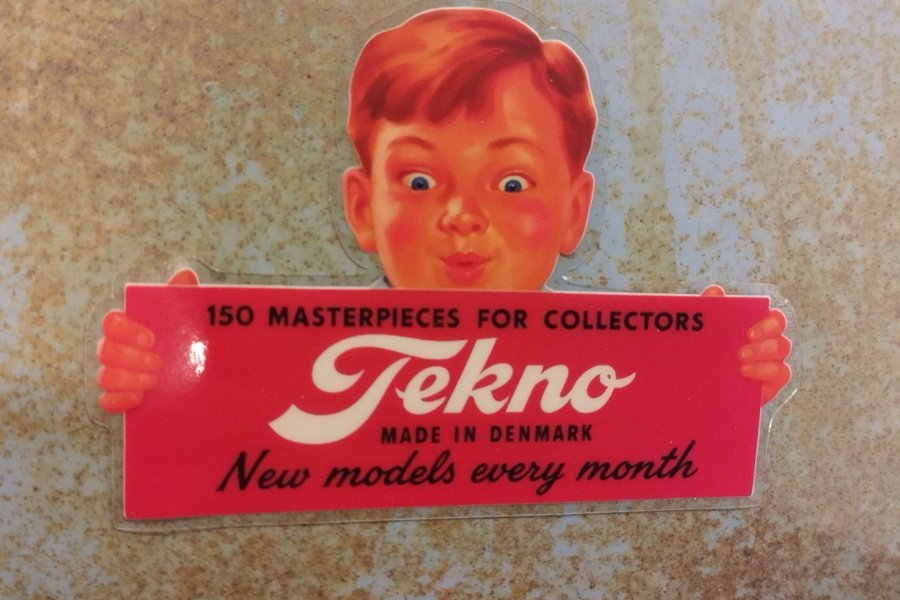 150 MASTERPIECES FOR COLLECTORS
Tekno
MADE IN DENMARK
New models every month